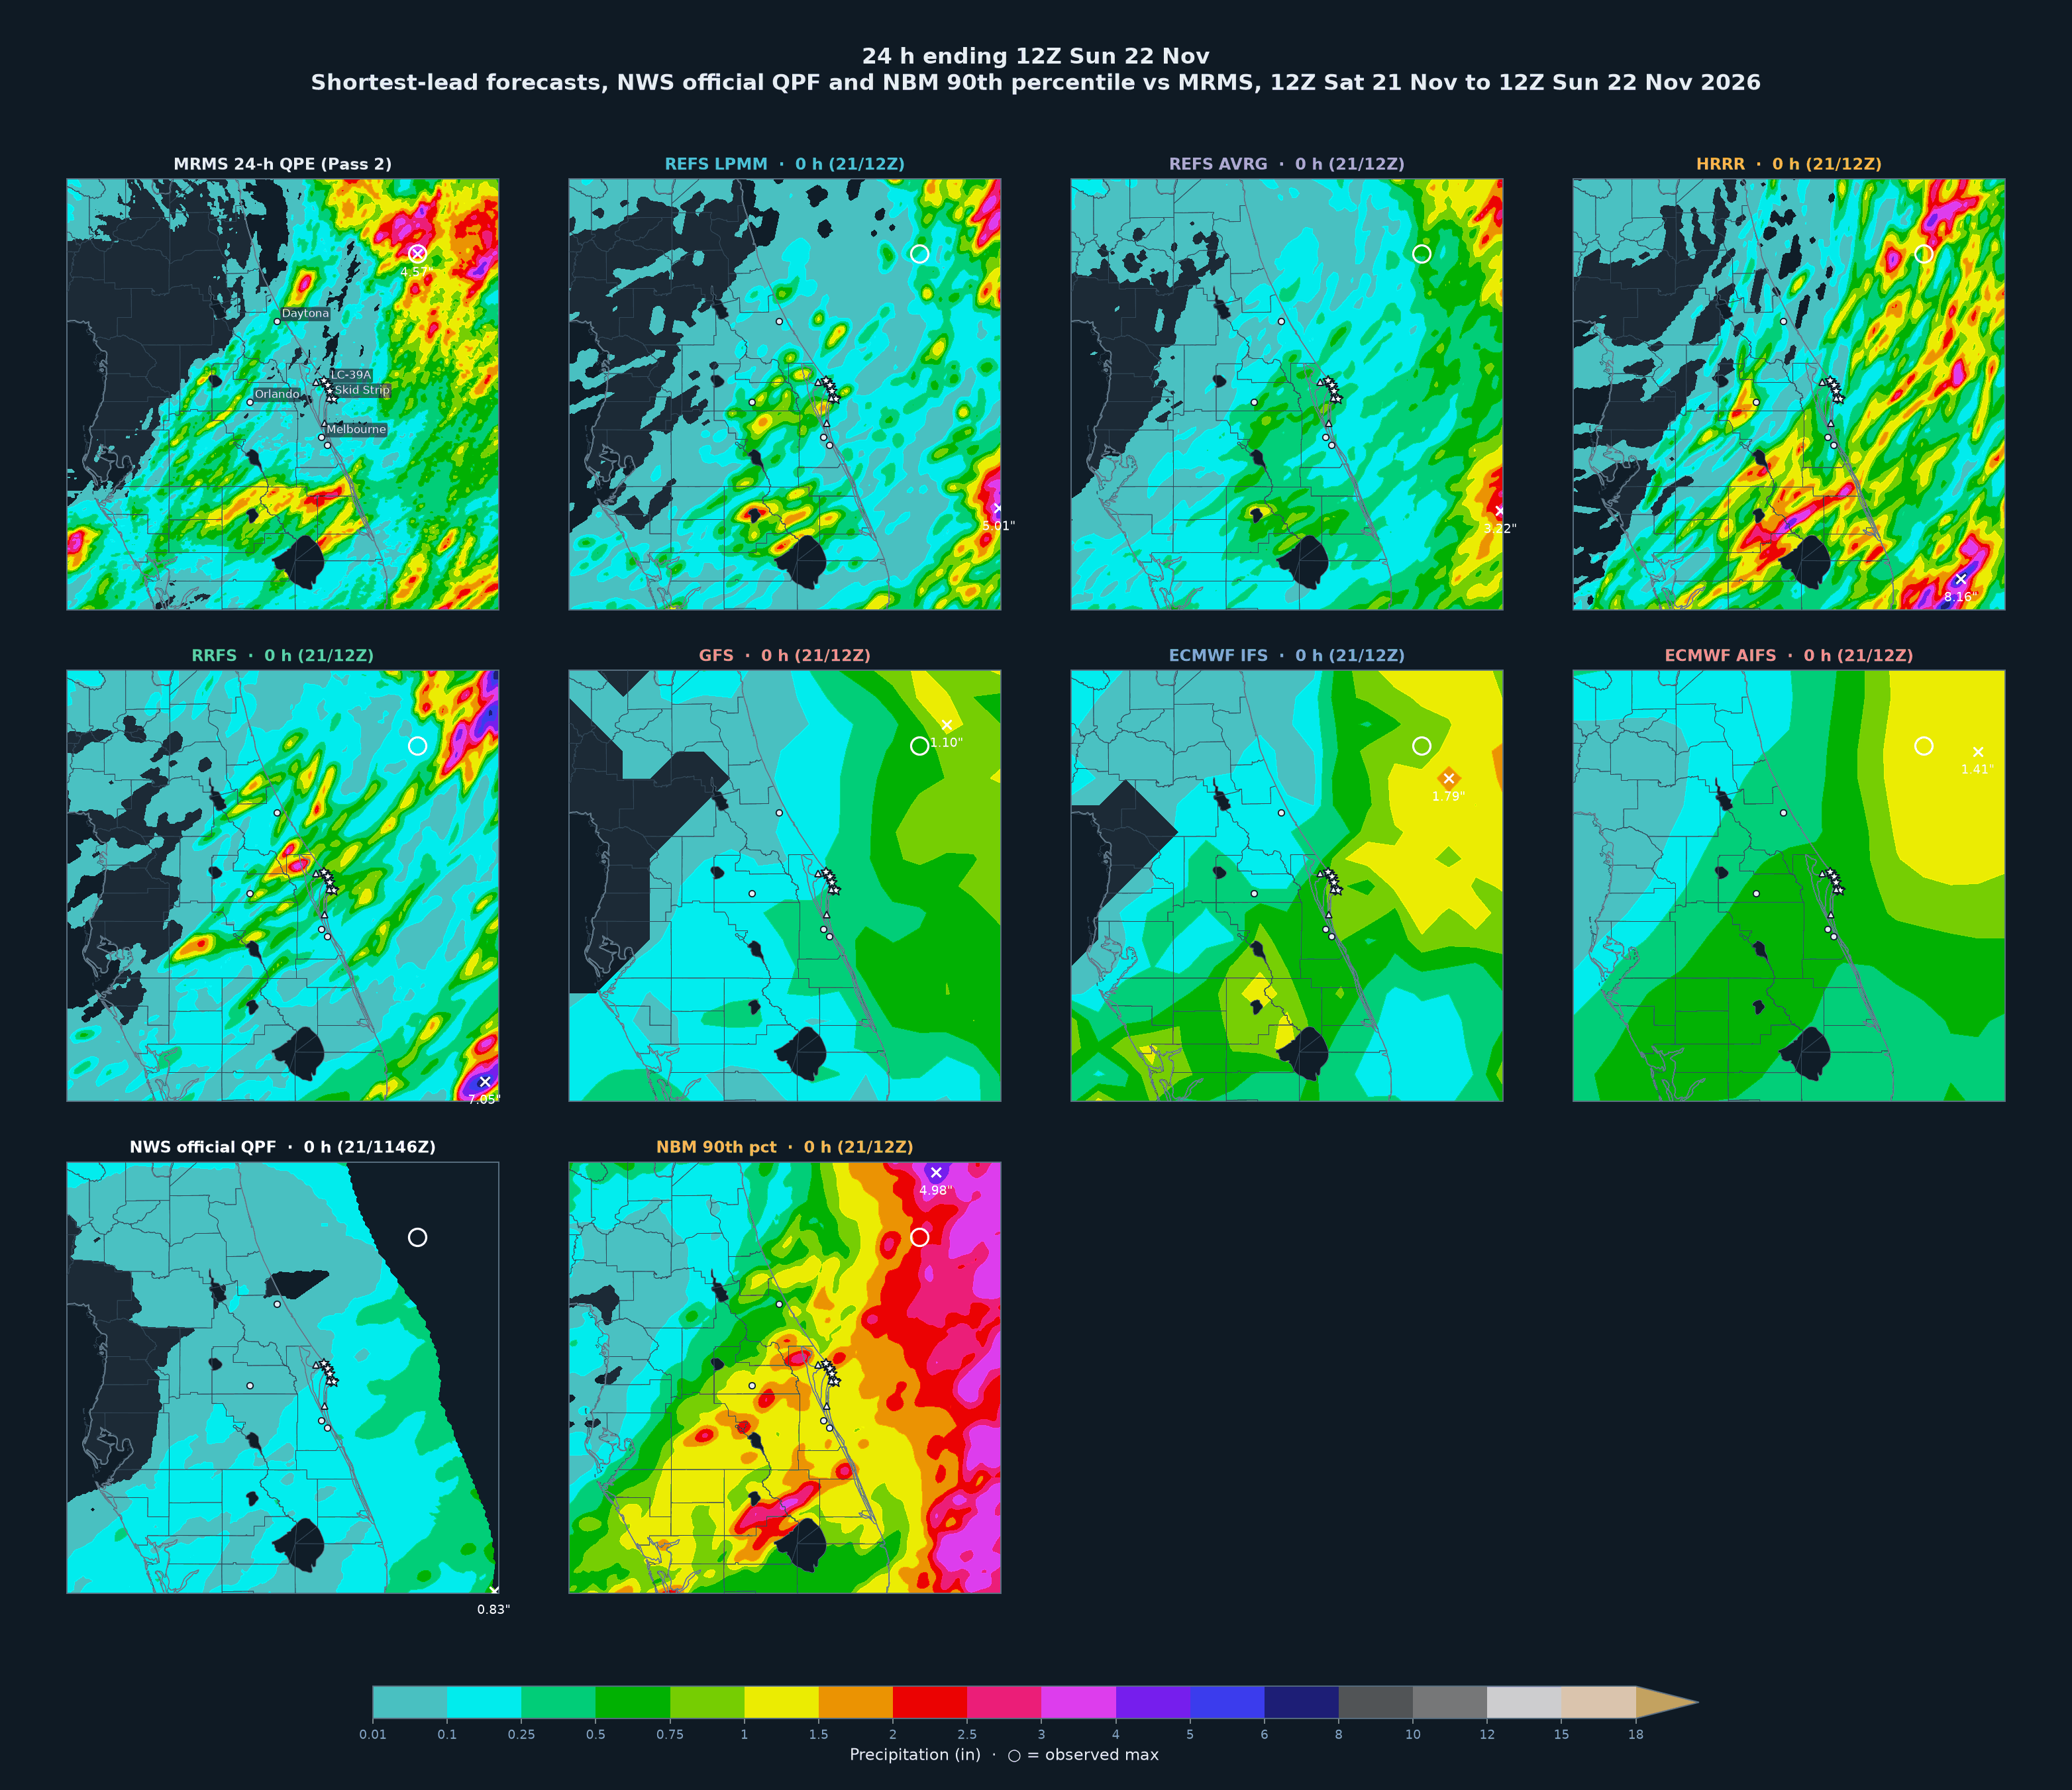 24 h ending 12Z Sun 22 Nov
Shortest-lead forecasts, NWS official QPF and NBM 90th percentile vs MRMS, 12Z Sat 21 Nov to 12Z Sun 22 Nov 2026
MRMS 24-h QPE (Pass 2)
4.57"
Daytona
LC-39A
Skid Strip
Orlando
Melbourne
REFS LPMM · 0 h (21/12Z)
5.01"
REFS AVRG · 0 h (21/12Z)
3.22"
HRRR · 0 h (21/12Z)
8.16"
RRFS · 0 h (21/12Z)
7.05"
GFS · 0 h (21/12Z)
1.10"
ECMWF IFS · 0 h (21/12Z)
1.79"
ECMWF AIFS · 0 h (21/12Z)
1.41"
NWS official QPF · 0 h (21/1146Z)
0.83"
NBM 90th pct · 0 h (21/12Z)
4.98"
0.01 0.1 0.25 0.5 0.75 1 1.5 2 2.5 3 4 5 6 8 10 12 15 18
Precipitation (in) · ○ = observed max